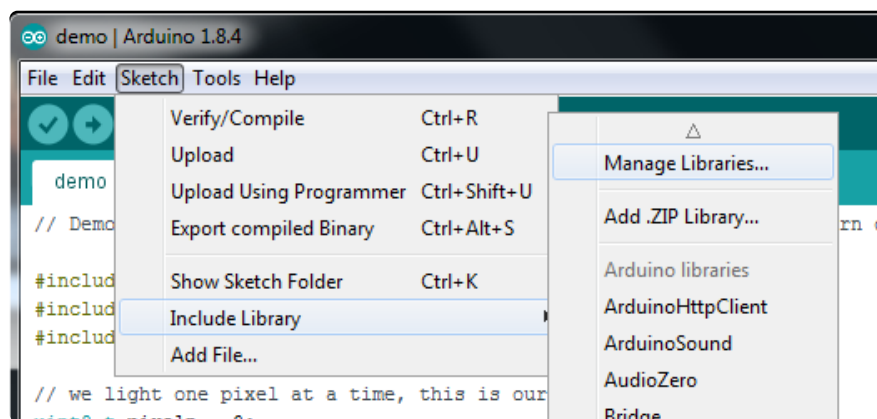 demo | Arduino 1.8.4
File Edit Sketch Tools Help
Verify/Compile Ctrl+R
Upload Ctrl+U
Upload Using Programmer Ctrl+Shift+U
Export compiled Binary Ctrl+Alt+S
Show Sketch Folder Ctrl+K
Include Library
Add File...
Manage Libraries...
Add .ZIP Library...
Arduino libraries
ArduinoHttpClient
ArduinoSound
AudioZero
Bridge
demo
// Demo
rn
#includ
#includ
#includ
// we light one pixel at a time, this is our